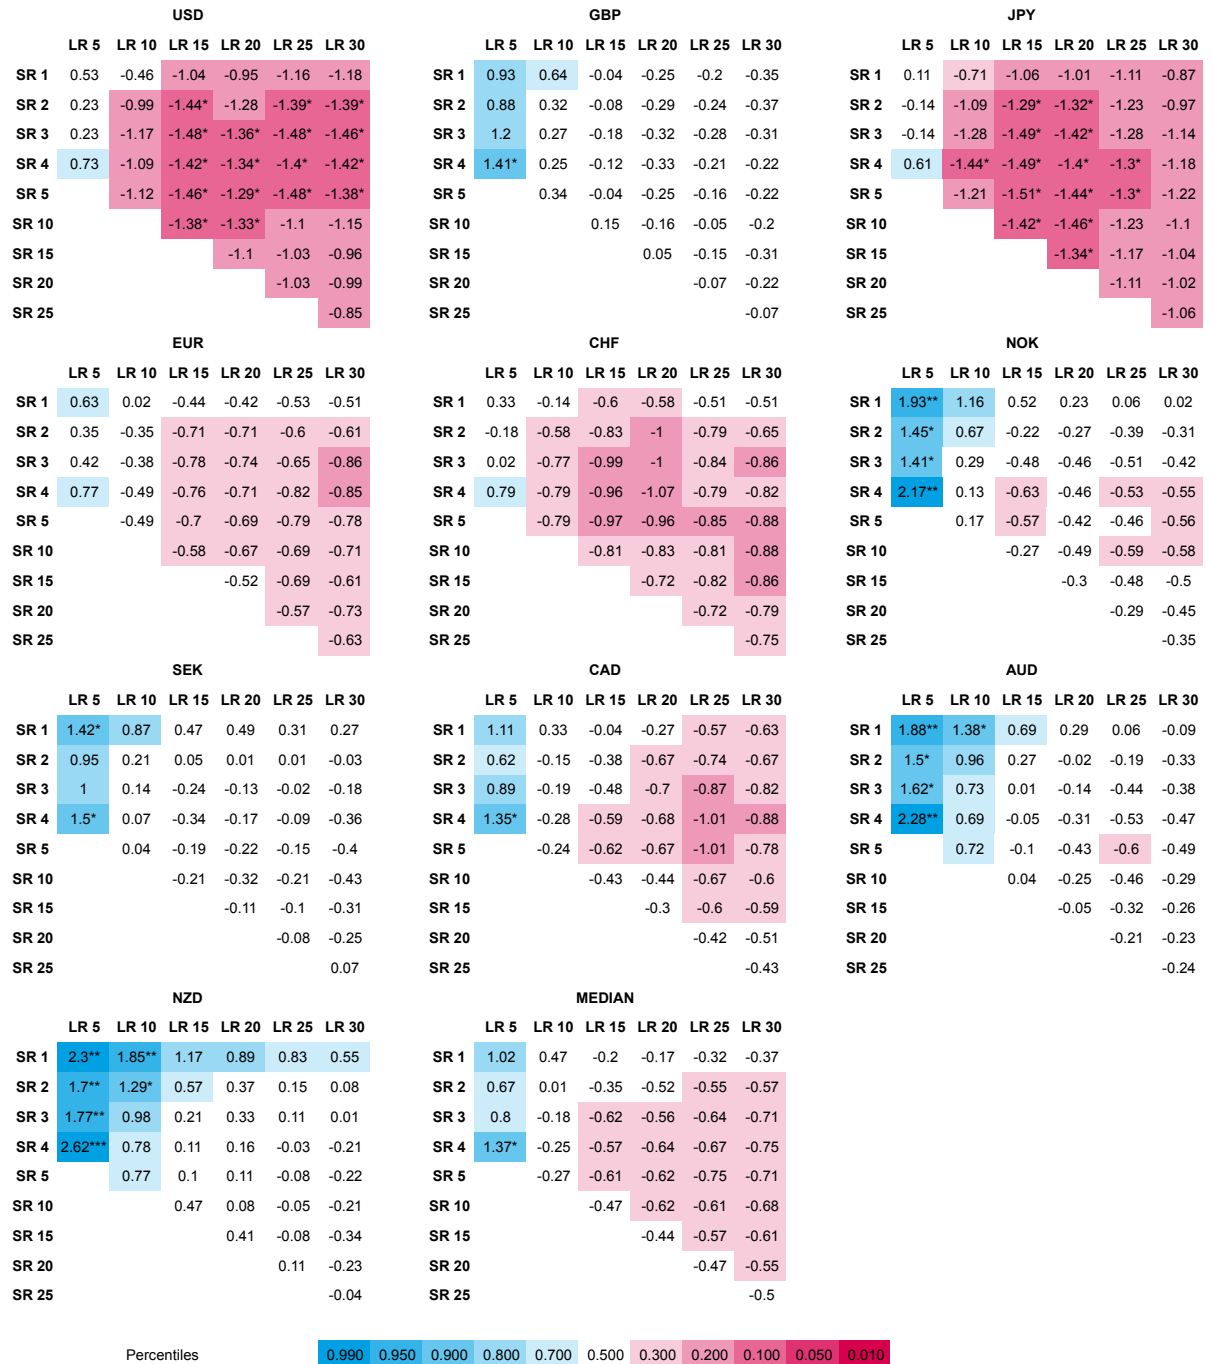 USD GBP JPY
LR 5 LR 10 LR 15 LR 20 LR 25 LR 30 LR 5 LR 10 LR 15 LR 20 LR 25 LR 30 LR 5 LR 10 LR 15 LR 20 LR 25 LR 30
SR 1 0.53 -0.46 -1.04 -0.95 -1.16 -1.18 SR 1 0.93 0.64 -0.04 -0.25 -0.2 -0.35 SR 1 0.11 -0.71 -1.06 -1.01 -1.11 -0.87
SR 2 0.23 -0.99 -1.44* -1.28 -1.39* -1.39* SR 2 0.88 0.32 -0.08 -0.29 -0.24 -0.37 SR 2 -0.14 -1.09 -1.29* -1.32* -1.23 -0.97
SR 3 0.23 -1.17 -1.48* -1.36* -1.48* -1.46* SR 3 1.2 0.27 -0.18 -0.32 -0.28 -0.31 SR 3 -0.14 -1.28 -1.49* -1.42* -1.28 -1.14
SR 4 0.73 -1.09 -1.42* -1.34* -1.4* -1.42* SR 4 1.41* 0.25 -0.12 -0.33 -0.21 -0.22 SR 4 0.61 -1.44* -1.49* -1.4* -1.3* -1.18
SR 5 -1.12 -1.46* -1.29* -1.48* -1.38* SR 5 0.34 -0.04 -0.25 -0.16 -0.22 SR 5 -1.21 -1.51* -1.44* -1.3* -1.22
SR 10 -1.38* -1.33* -1.1 -1.15 SR 10 0.15 -0.16 -0.05 -0.2 SR 10 -1.42* -1.46* -1.23 -1.1
SR 15 -1.1 -1.03 -0.96 SR 15 0.05 -0.15 -0.31 SR 15 -1.34* -1.17 -1.04
SR 20 -1.03 -0.99 SR 20 -0.07 -0.22 SR 20 -1.11 -1.02
SR 25 -0.85 SR 25 -0.07 SR 25 -1.06
EUR CHF NOK
LR 5 LR 10 LR 15 LR 20 LR 25 LR 30 LR 5 LR 10 LR 15 LR 20 LR 25 LR 30 LR 5 LR 10 LR 15 LR 20 LR 25 LR 30
SR 1 0.63 0.02 -0.44 -0.42 -0.53 -0.51 SR 1 0.33 -0.14 -0.6 -0.58 -0.51 -0.51 SR 1 1.93** 1.16 0.52 0.23 0.06 0.02
SR 2 0.35 -0.35 -0.71 -0.71 -0.6 -0.61 SR 2 -0.18 -0.58 -0.83 -1 -0.79 -0.65 SR 2 1.45* 0.67 -0.22 -0.27 -0.39 -0.31
SR 3 0.42 -0.38 -0.78 -0.74 -0.65 -0.86 SR 3 0.02 -0.77 -0.99 -1 -0.84 -0.86 SR 3 1.41* 0.29 -0.48 -0.46 -0.51 -0.42
SR 4 0.77 -0.49 -0.76 -0.71 -0.82 -0.85 SR 4 0.79 -0.79 -0.96 -1.07 -0.79 -0.82 SR 4 2.17** 0.13 -0.63 -0.46 -0.53 -0.55
SR 5 -0.49 -0.7 -0.69 -0.79 -0.78 SR 5 -0.79 -0.97 -0.96 -0.85 -0.88 SR 5 0.17 -0.57 -0.42 -0.46 -0.56
SR 10 -0.58 -0.67 -0.69 -0.71 SR 10 -0.81 -0.83 -0.81 -0.88 SR 10 -0.27 -0.49 -0.59 -0.58
SR 15 -0.52 -0.69 -0.61 SR 15 -0.72 -0.82 -0.86 SR 15 -0.3 -0.48 -0.5
SR 20 -0.57 -0.73 SR 20 -0.72 -0.79 SR 20 -0.29 -0.45
SR 25 -0.63 SR 25 -0.75 SR 25 -0.35
SEK CAD AUD
LR 5 LR 10 LR 15 LR 20 LR 25 LR 30 LR 5 LR 10 LR 15 LR 20 LR 25 LR 30 LR 5 LR 10 LR 15 LR 20 LR 25 LR 30
SR 1 1.42* 0.87 0.47 0.49 0.31 0.27 SR 1 1.11 0.33 -0.04 -0.27 -0.57 -0.63 SR 1 1.88** 1.38* 0.69 0.29 0.06 -0.09
SR 2 0.95 0.21 0.05 0.01 0.01 -0.03 SR 2 0.62 -0.15 -0.38 -0.67 -0.74 -0.67 SR 2 1.5* 0.96 0.27 -0.02 -0.19 -0.33
SR 3 1 0.14 -0.24 -0.13 -0.02 -0.18 SR 3 0.89 -0.19 -0.48 -0.7 -0.87 -0.82 SR 3 1.62* 0.73 0.01 -0.14 -0.44 -0.38
SR 4 1.5* 0.07 -0.34 -0.17 -0.09 -0.36 SR 4 1.35* -0.28 -0.59 -0.68 -1.01 -0.88 SR 4 2.28** 0.69 -0.05 -0.31 -0.53 -0.47
SR 5 0.04 -0.19 -0.22 -0.15 -0.4 SR 5 -0.24 -0.62 -0.67 -1.01 -0.78 SR 5 0.72 -0.1 -0.43 -0.6 -0.49
SR 10 -0.21 -0.32 -0.21 -0.43 SR 10 -0.43 -0.44 -0.67 -0.6 SR 10 0.04 -0.25 -0.46 -0.29
SR 15 -0.11 -0.1 -0.31 SR 15 -0.3 -0.6 -0.59 SR 15 -0.05 -0.32 -0.26
SR 20 -0.08 -0.25 SR 20 -0.42 -0.51 SR 20 -0.21 -0.23
SR 25 0.07 SR 25 -0.43 SR 25 -0.24
NZD MEDIAN
LR 5 LR 10 LR 15 LR 20 LR 25 LR 30 LR 5 LR 10 LR 15 LR 20 LR 25 LR 30
SR 1 2.3** 1.85** 1.17 0.89 0.83 0.55 SR 1 1.02 0.47 -0.2 -0.17 -0.32 -0.37
SR 2 1.7** 1.29* 0.57 0.37 0.15 0.08 SR 2 0.67 0.01 -0.35 -0.52 -0.55 -0.57
SR 3 1.77** 0.98 0.21 0.33 0.11 0.01 SR 3 0.8 -0.18 -0.62 -0.56 -0.64 -0.71
SR 4 2.62*** 0.78 0.11 0.16 -0.03 -0.21 SR 4 1.37* -0.25 -0.57 -0.64 -0.67 -0.75
SR 5 0.77 0.1 0.11 -0.08 -0.22 SR 5 -0.27 -0.61 -0.62 -0.75 -0.71
SR 10 0.47 0.08 -0.05 -0.21 SR 10 -0.47 -0.62 -0.61 -0.68
SR 15 0.41 -0.08 -0.34 SR 15 -0.44 -0.57 -0.61
SR 20 0.11 -0.23 SR 20 -0.47 -0.55
SR 25 -0.04 SR 25 -0.5
Percentiles 0.990 0.950 0.900 0.800 0.700 0.500 0.300 0.200 0.100 0.050 0.010